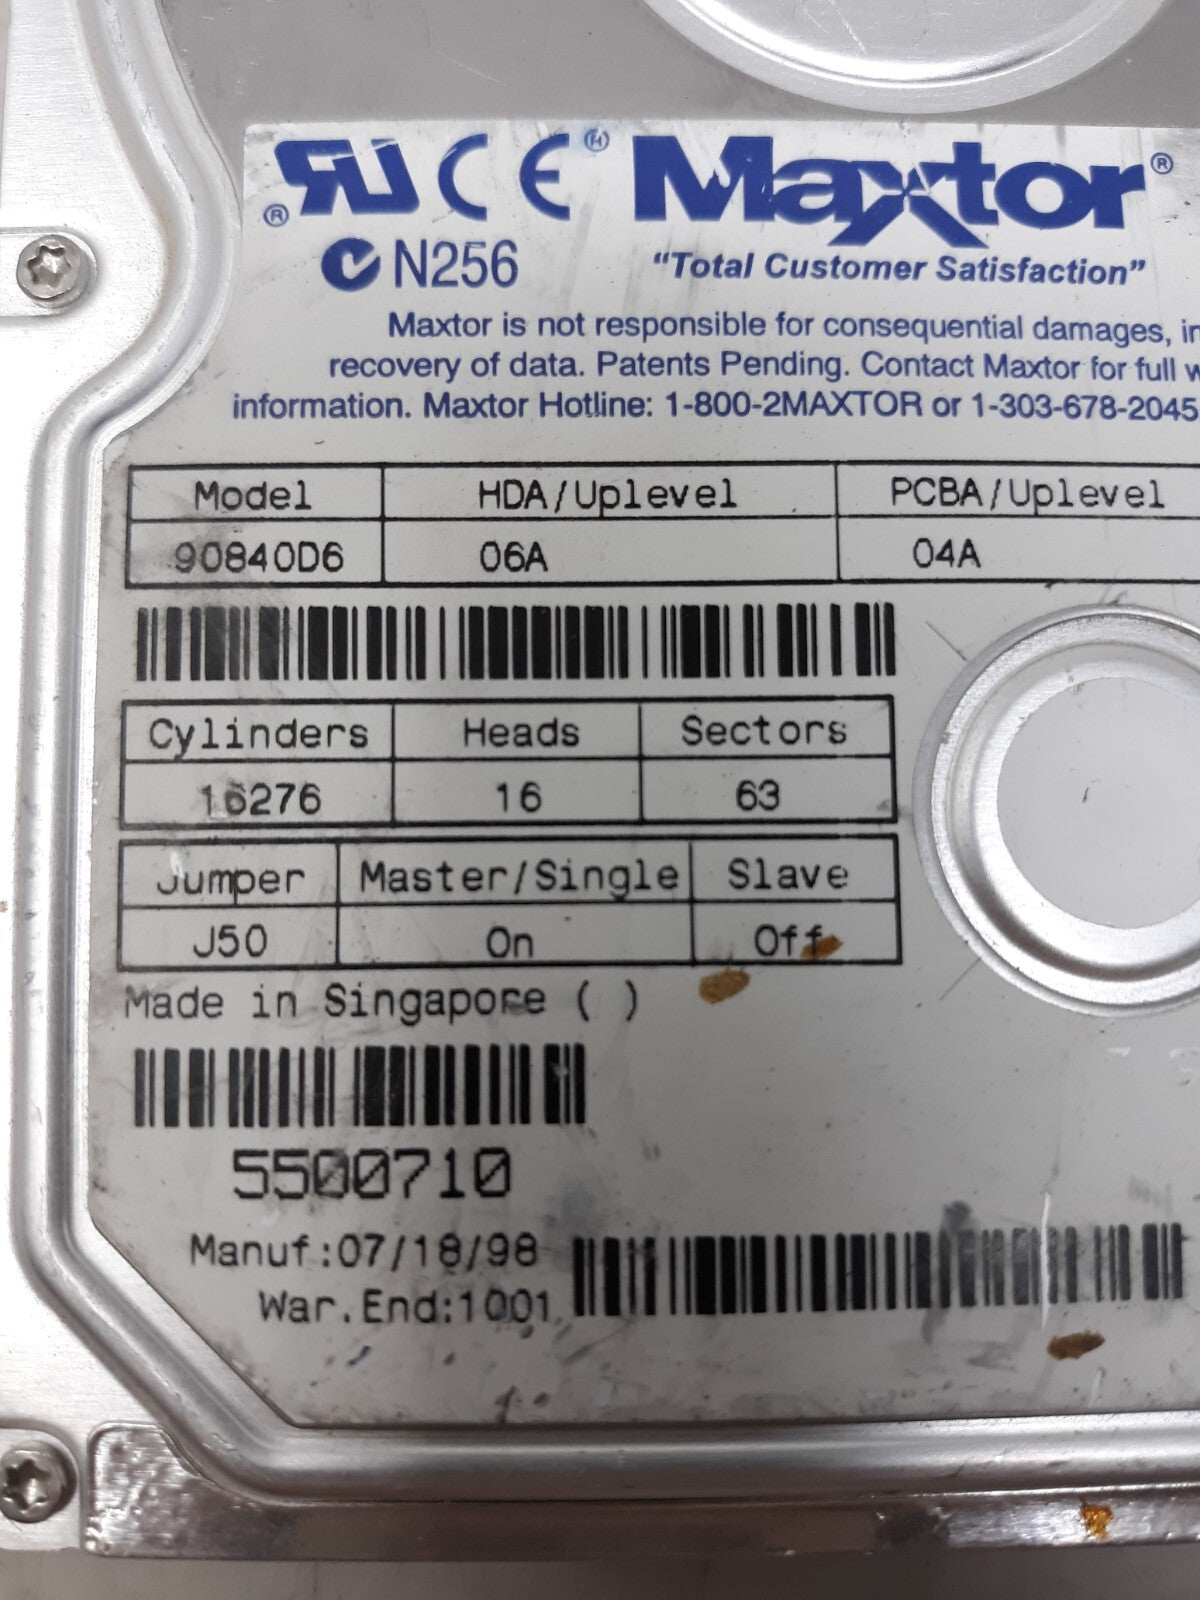 ® RU CE (H) Maxtor®
N256 "Total Customer Satisfaction"
Maxtor is not responsible for consequential damages,
recovery of data. Patents Pending. Contact Maxtor for full
information. Maxtor Hotline: 1-800-2MAXTOR or 1-303-678-2045
Model HDA/Uplevel PCBA/Uplevel
90840D6 06A 04A
Cylinders Heads Sectors
16276 16 63
Jumper Master/Single Slave
J50 On Off
Made in Singapore ( )
5500710
Manuf:07/18/98
War.End:1001